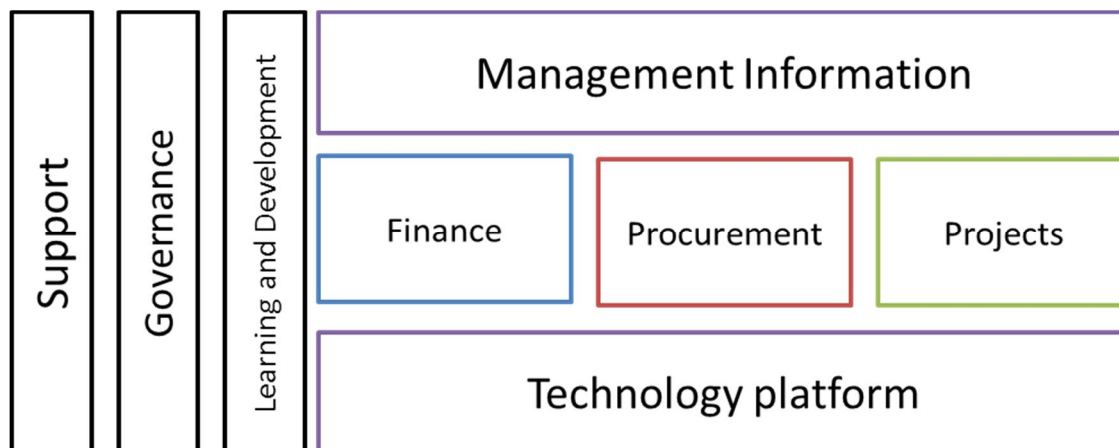 Support
Governance
Learning and Development
Management Information
Finance
Procurement
Projects
Technology platform